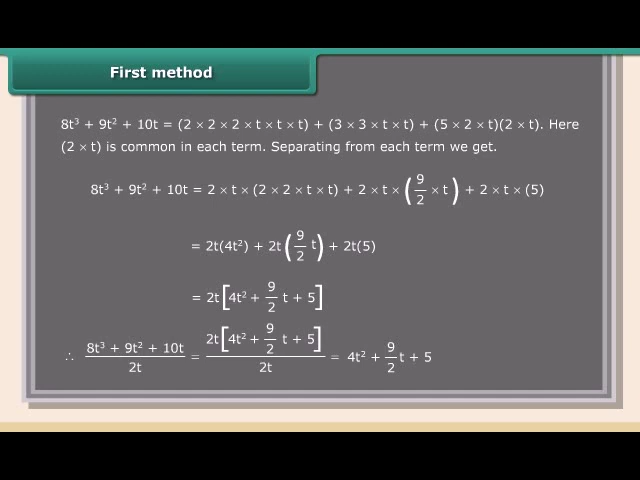 First method
8t³ + 9t² + 10t = (2 × 2 × 2 × t × t × t) + (3 × 3 × t × t) + (5 × 2 × t)(2 × t). Here
(2 × t) is common in each term. Separating from each term we get.
8t³ + 9t² + 10t = 2 × t × (2 × 2 × t × t) + 2 × t × (9/2 × t) + 2 × t × (5)
= 2t(4t²) + 2t(9/2 t) + 2t(5)
= 2t[4t² + 9/2 t + 5]
∴ (8t³ + 9t² + 10t)/2t = 2t[4t² + 9/2 t + 5]/2t = 4t² + 9/2 t + 5